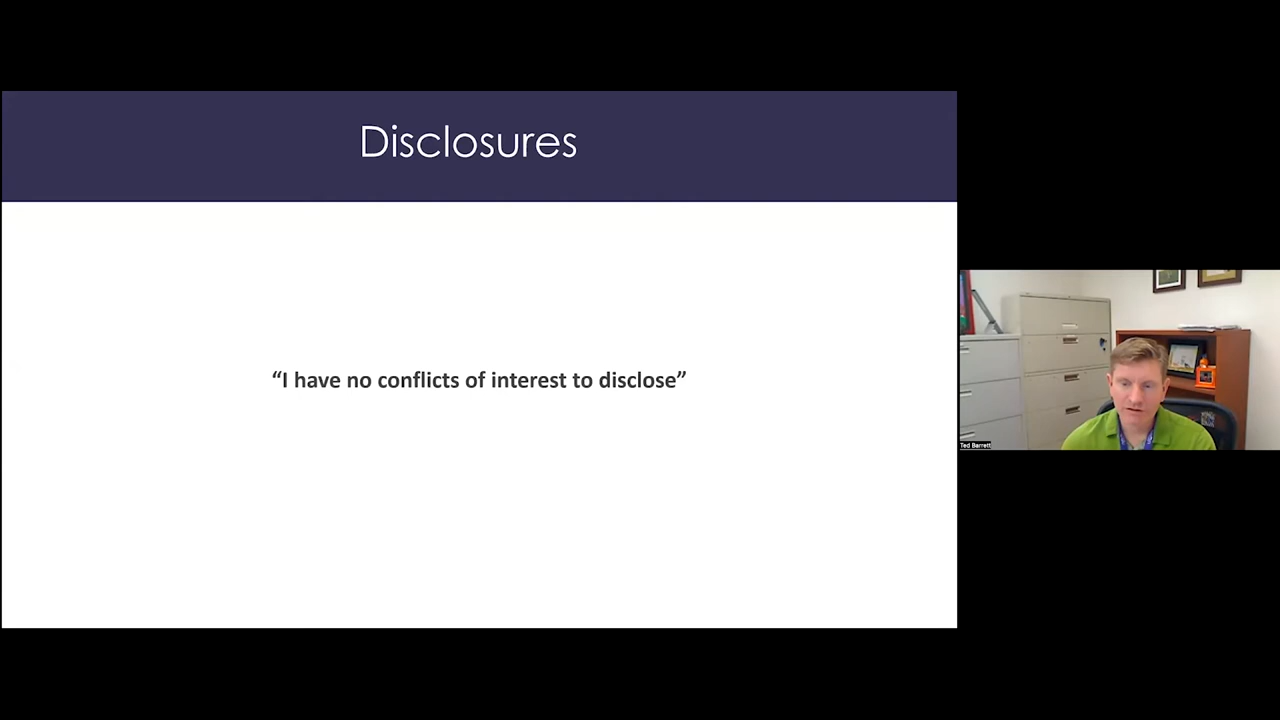 Disclosures
“I have no conflicts of interest to disclose”
Ted Barrett